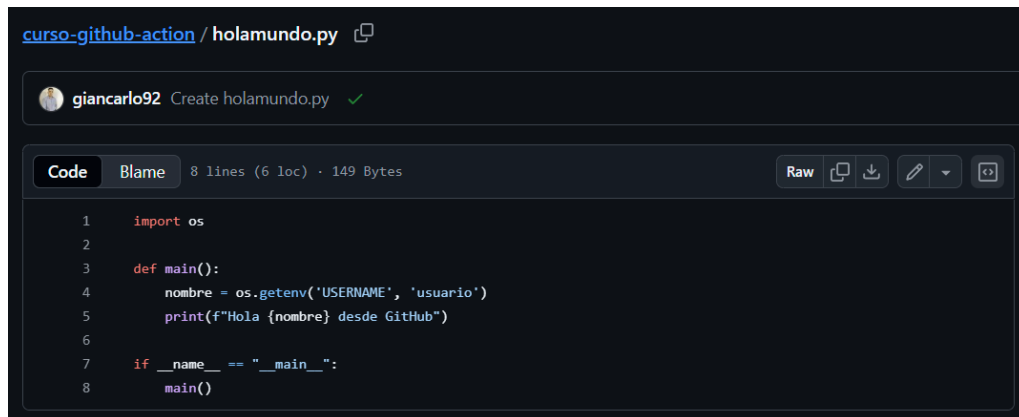 curso-github-action / holamundo.py
giancarlo92 Create holamundo.py
Code Blame 8 lines (6 loc) · 149 Bytes Raw
1 import os
2
3 def main():
4     nombre = os.getenv('USERNAME', 'usuario')
5     print(f"Hola {nombre} desde GitHub")
6
7 if __name__ == "__main__":
8     main()